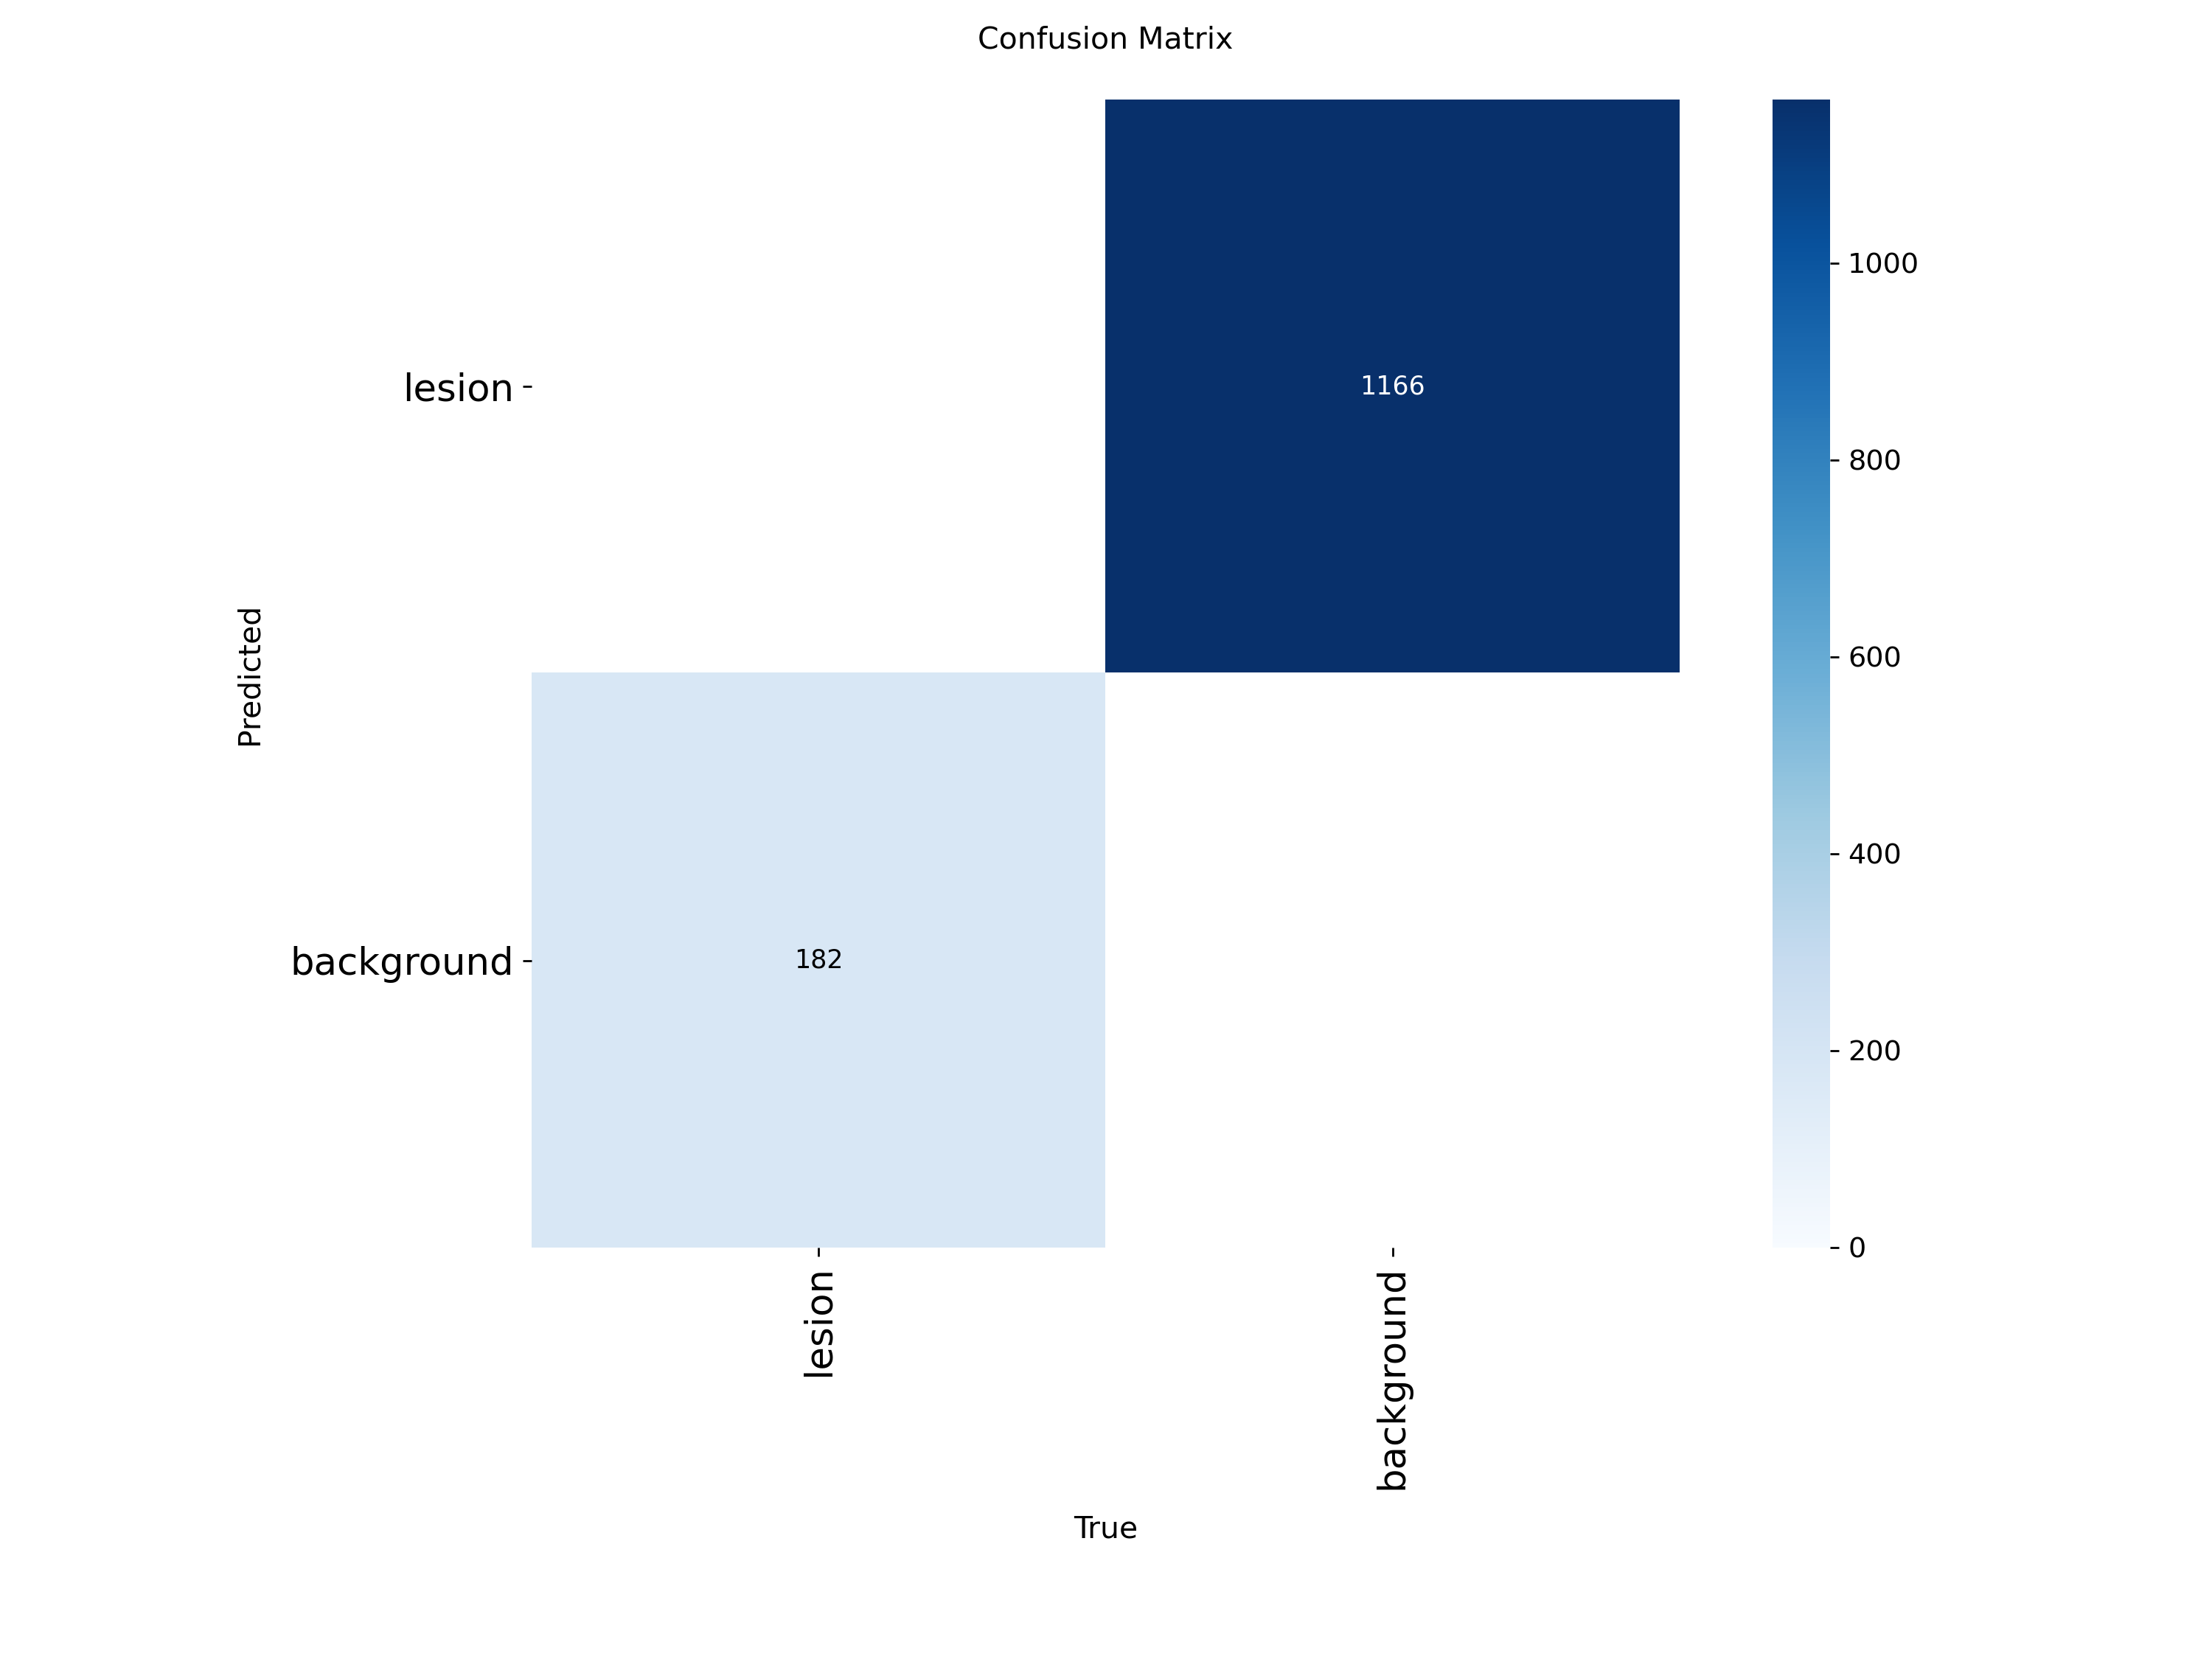 Confusion Matrix
lesion
1166
background
182
Predicted
lesion
background
True
1000
800
600
400
200
0